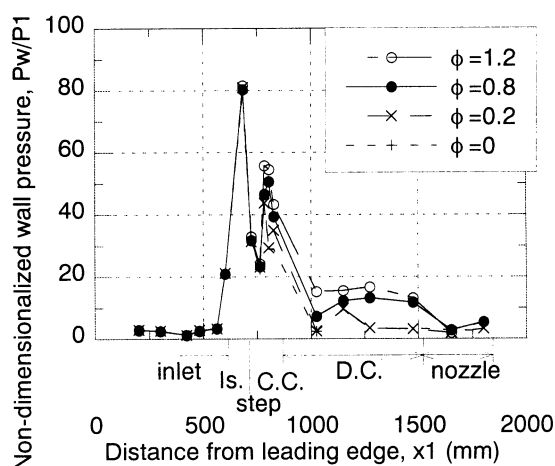 Non-dimensionalized wall pressure, Pw/P1
100
80
60
40
20
0
ϕ=1.2
ϕ=0.8
ϕ=0.2
ϕ=0
inlet
Is.
step
C.C.
D.C.
nozzle
0 500 1000 1500 2000
Distance from leading edge, x1 (mm)